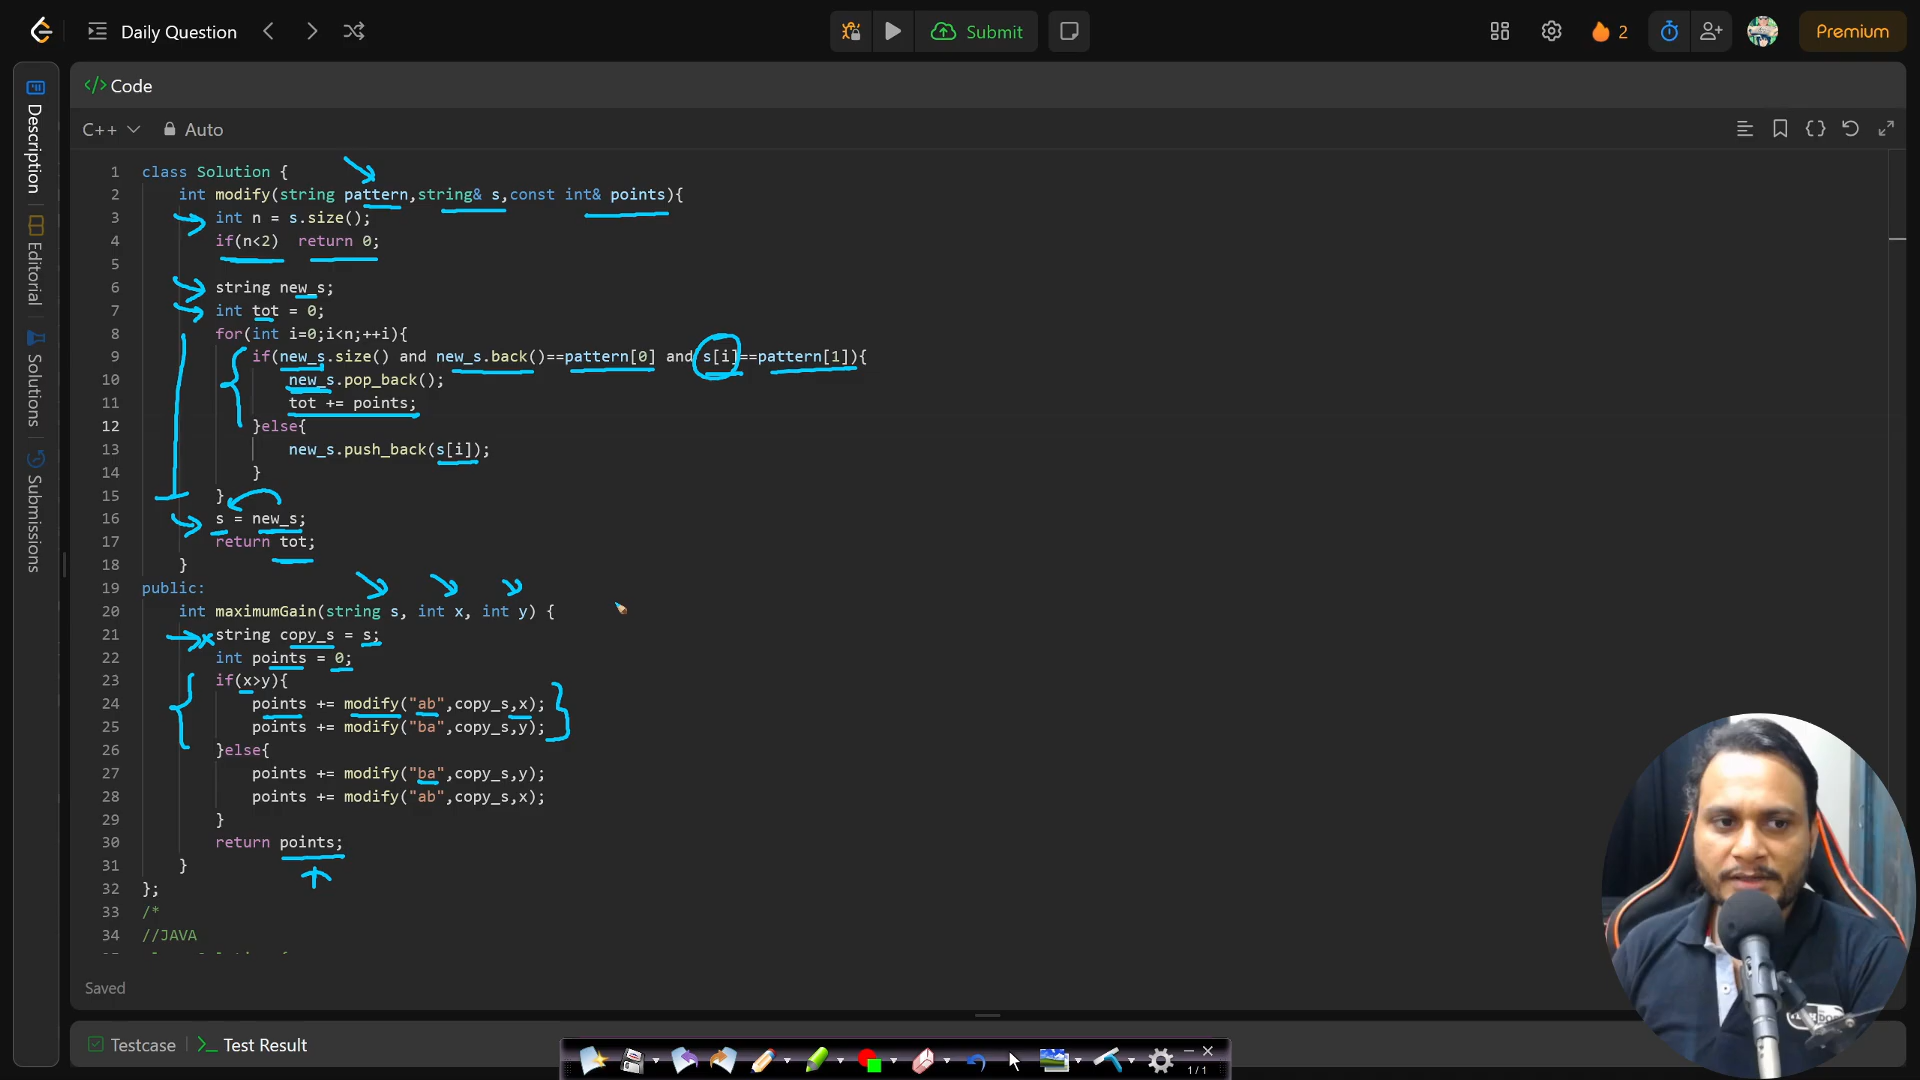 Daily Question
Submit
2
Premium
Description
Editorial
Solutions
Submissions
</> Code
C++ Auto
1 class Solution {
2 int modify(string pattern,string& s,const int& points){
3 int n = s.size();
4 if(n<2) return 0;
5
6 string new_s;
7 int tot = 0;
8 for(int i=0;i<n;++i){
9 if(new_s.size() and new_s.back()==pattern[0] and s[i]==pattern[1]){
10 new_s.pop_back();
11 tot += points;
12 }else{
13 new_s.push_back(s[i]);
14 }
15 }
16 s = new_s;
17 return tot;
18 }
19 public:
20 int maximumGain(string s, int x, int y) {
21 string copy_s = s;
22 int points = 0;
23 if(x>y){
24 points += modify("ab",copy_s,x);
25 points += modify("ba",copy_s,y);
26 }else{
27 points += modify("ba",copy_s,y);
28 points += modify("ab",copy_s,x);
29 }
30 return points;
31 }
32 };
33 /*
34 //JAVA
Saved
Testcase >_ Test Result
1/1